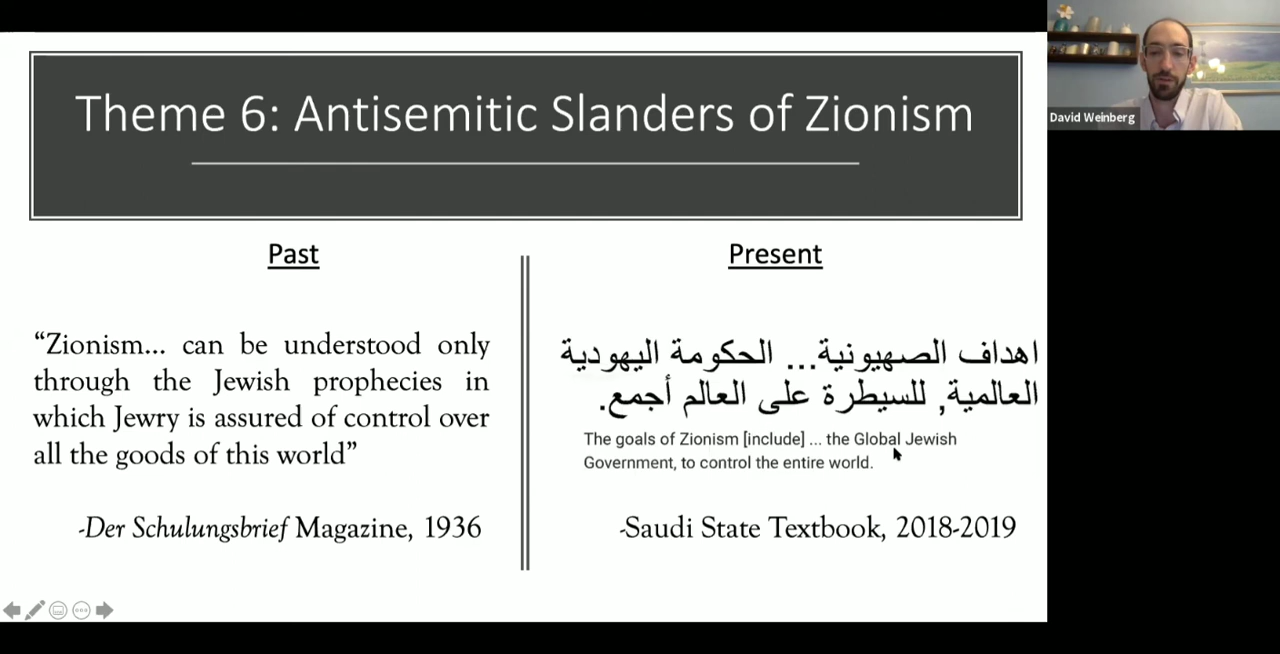 Theme 6: Antisemitic Slanders of Zionism
Past
“Zionism... can be understood only
through the Jewish prophecies in
which Jewry is assured of control over
all the goods of this world”
-Der Schulungsbrief Magazine, 1936
Present
اهداف الصهيونية... الحكومة اليهودية
العالمية, للسيطرة على العالم أجمع.
The goals of Zionism [include] ... the Global Jewish
Government, to control the entire world.
-Saudi State Textbook, 2018-2019
David Weinberg